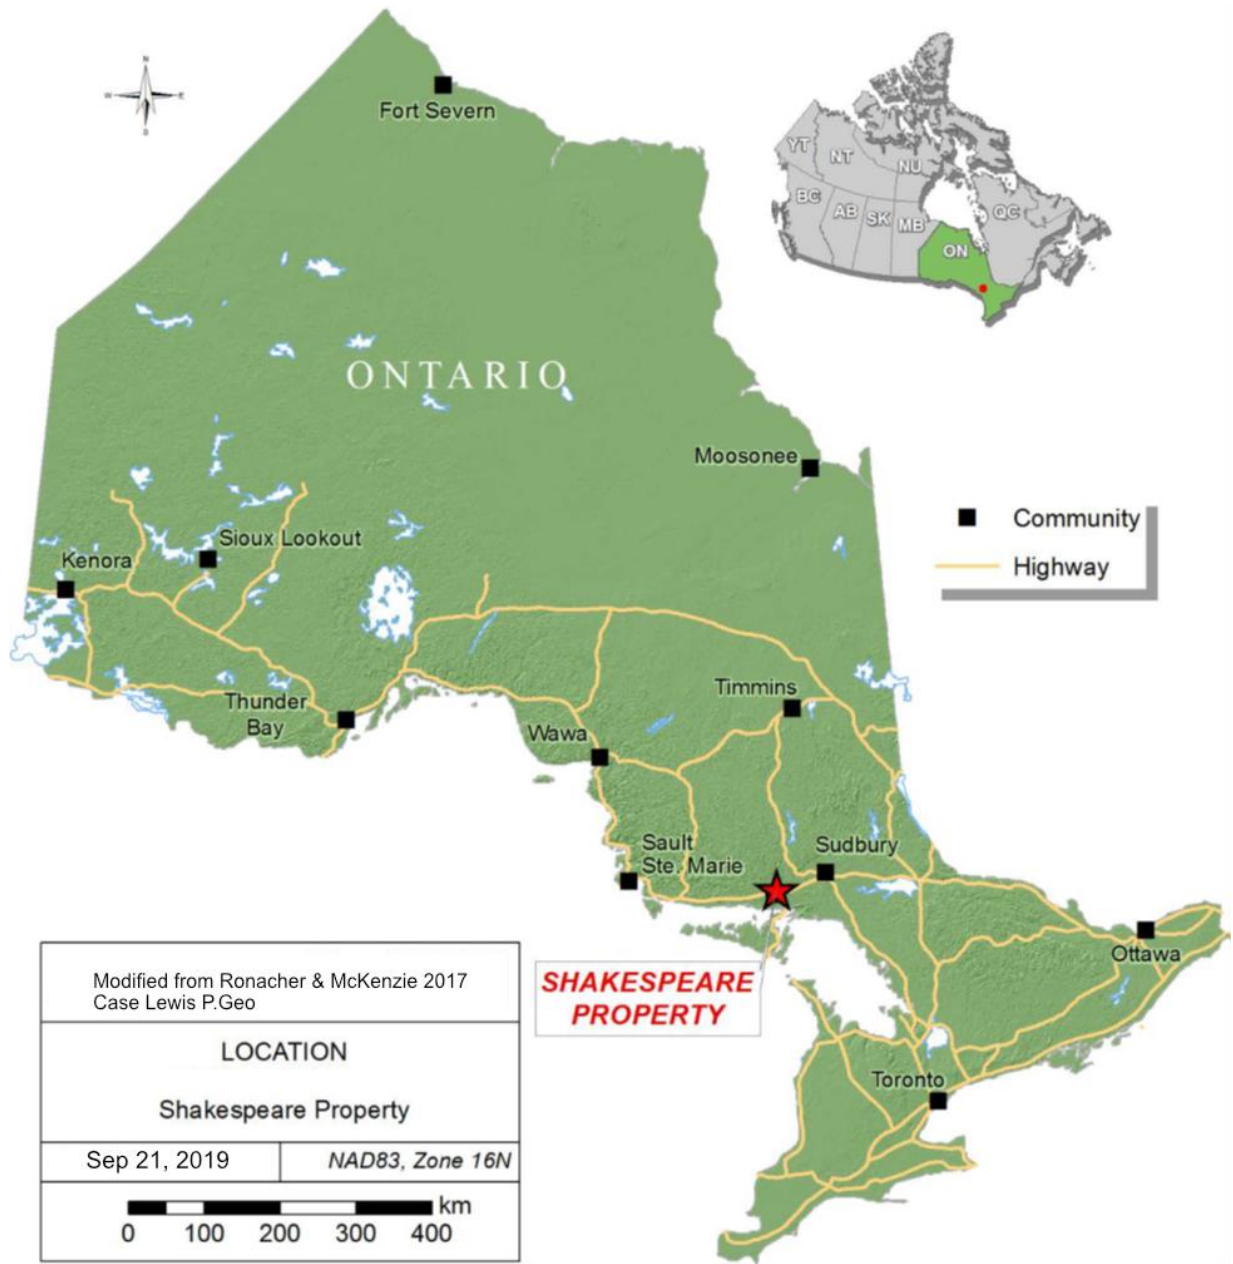 N
W E
S
Fort Severn
YT
NT
NU
BC
AB
SK
MB
QC
ON
ONTARIO
Moosonee
Community
Highway
Sioux Lookout
Kenora
Timmins
Thunder
Bay
Wawa
Sault
Ste. Marie
Sudbury
Ottawa
SHAKESPEARE
PROPERTY
Toronto
Modified from Ronacher & McKenzie 2017
Case Lewis P.Geo
LOCATION
Shakespeare Property
Sep 21, 2019
NAD83, Zone 16N
km
0 100 200 300 400